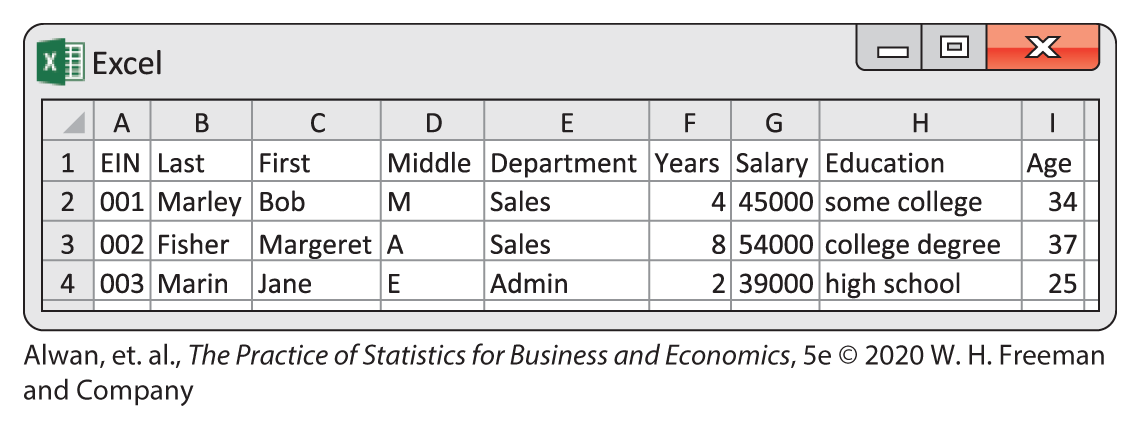 X Excel
A B C D E F G H I
1 EIN Last First Middle Department Years Salary Education Age
2 001 Marley Bob M Sales 4 45000 some college 34
3 002 Fisher Margeret A Sales 8 54000 college degree 37
4 003 Marin Jane E Admin 2 39000 high school 25
Alwan, et. al., The Practice of Statistics for Business and Economics, 5e © 2020 W. H. Freeman
and Company